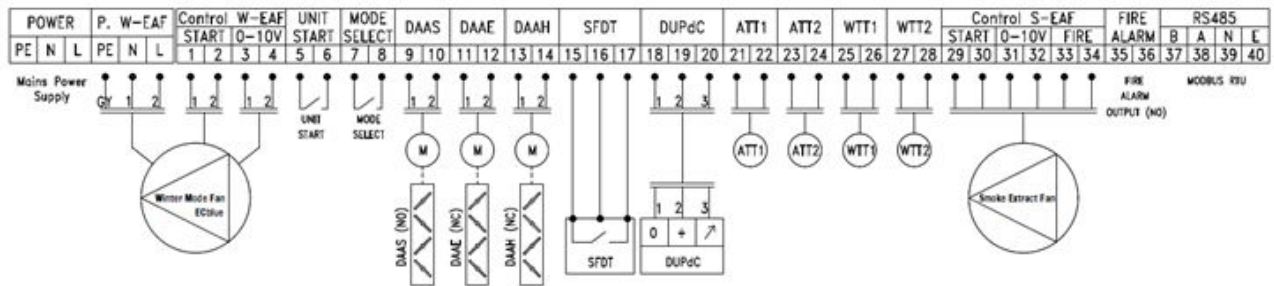 POWER P. W-EAF Control W-EAF UNIT START MODE SELECT DAAS DAAE DAAH SFDT DUPdC ATT1 ATT2 WTT1 WTT2 Control S-EAF FIRE ALARM RS485
START 0-10V START 0-10V FIRE B A N E
PE N L PE N L 1 2 3 4 5 6 7 8 9 10 11 12 13 14 15 16 17 18 19 20 21 22 23 24 25 26 27 28 29 30 31 32 33 34 35 36 37 38 39 40
Mains Power Supply
GY 1 2 1 2 1 2
UNIT START
MODE SELECT
1 2 1 2 1 2
1 2 3
FIRE ALARM OUTPUT (NO)
MODBUS RTU
M M M
ATT1 ATT2 WTT1 WTT2
Winter Mode Fan
ECblue
Smoke Extract Fan
DAAS (NO)
DAAE (NC)
DAAH (NC)
1 2 3
0 + ↗
SFDT DUPdC